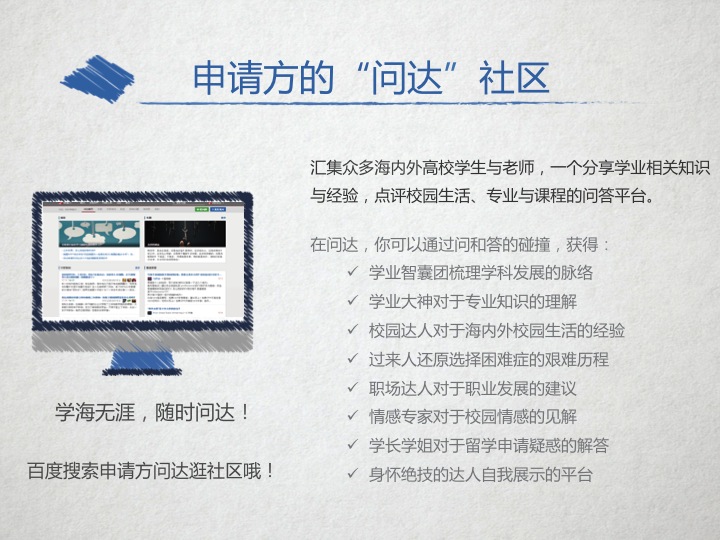 申请方的“问达”社区
汇集众多海内外高校学生与老师，一个分享学业相关知识
与经验，点评校园生活、专业与课程的问答平台。
在问达，你可以通过问和答的碰撞，获得：
✓ 学业智囊团梳理学科发展的脉络
✓ 学业大神对于专业知识的理解
✓ 校园达人对于海内外校园生活的经验
✓ 过来人还原选择困难症的艰难历程
✓ 职场达人对于职业发展的建议
✓ 情感专家对于校园情感的见解
✓ 学长学姐对于留学申请疑惑的解答
✓ 身怀绝技的达人自我展示的平台
学海无涯，随时问达！
百度搜索申请方问达逛社区哦！